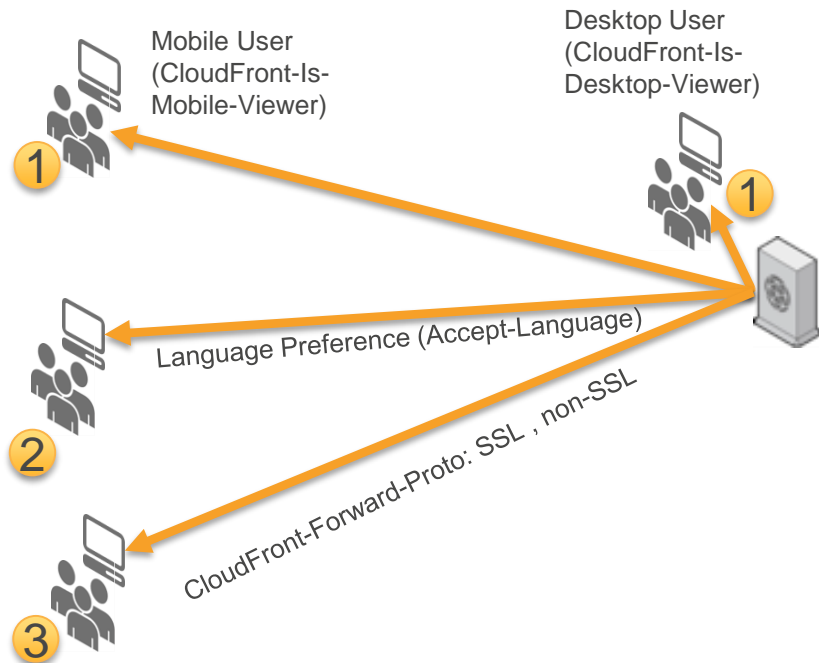 Mobile User
(CloudFront-Is-
Mobile-Viewer)
1
Desktop User
(CloudFront-Is-
Desktop-Viewer)
1
Language Preference (Accept-Language)
2
CloudFront-Forward-Proto: SSL , non-SSL
3